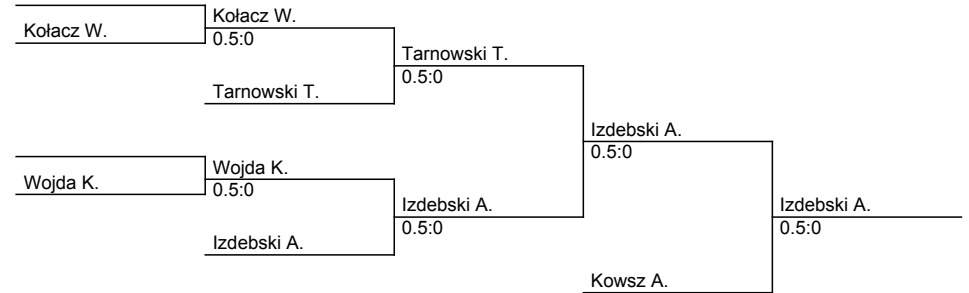 Kołacz W.
Kołacz W.
0.5:0
Tarnowski T.
Tarnowski T.
0.5:0
Izdebski A.
0.5:0
Wojda K.
Wojda K.
0.5:0
Izdebski A.
Izdebski A.
0.5:0
Kowsz A.
Izdebski A.
0.5:0